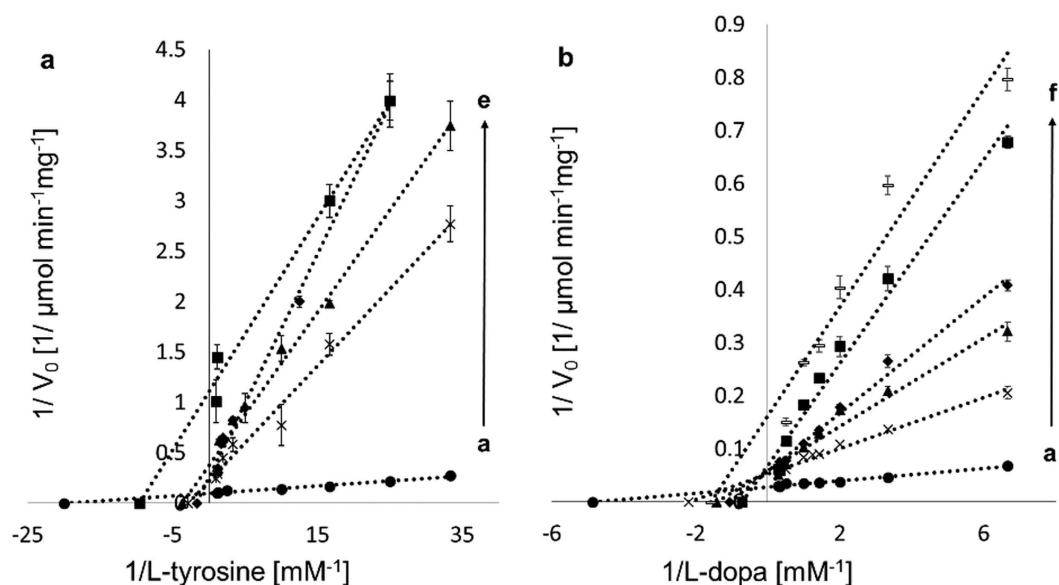 a
4.5
4
3.5
3
2.5
2
1.5
1
0.5
0
-25
-5
15
35
1/ V₀ [1/ µmol min⁻¹mg⁻¹]
1/L-tyrosine [mM⁻¹]
e
a
b
0.9
0.8
0.7
0.6
0.5
0.4
0.3
0.2
0.1
0
-6
-2
2
6
1/ V₀ [1/ µmol min⁻¹mg⁻¹]
1/L-dopa [mM⁻¹]
f
a